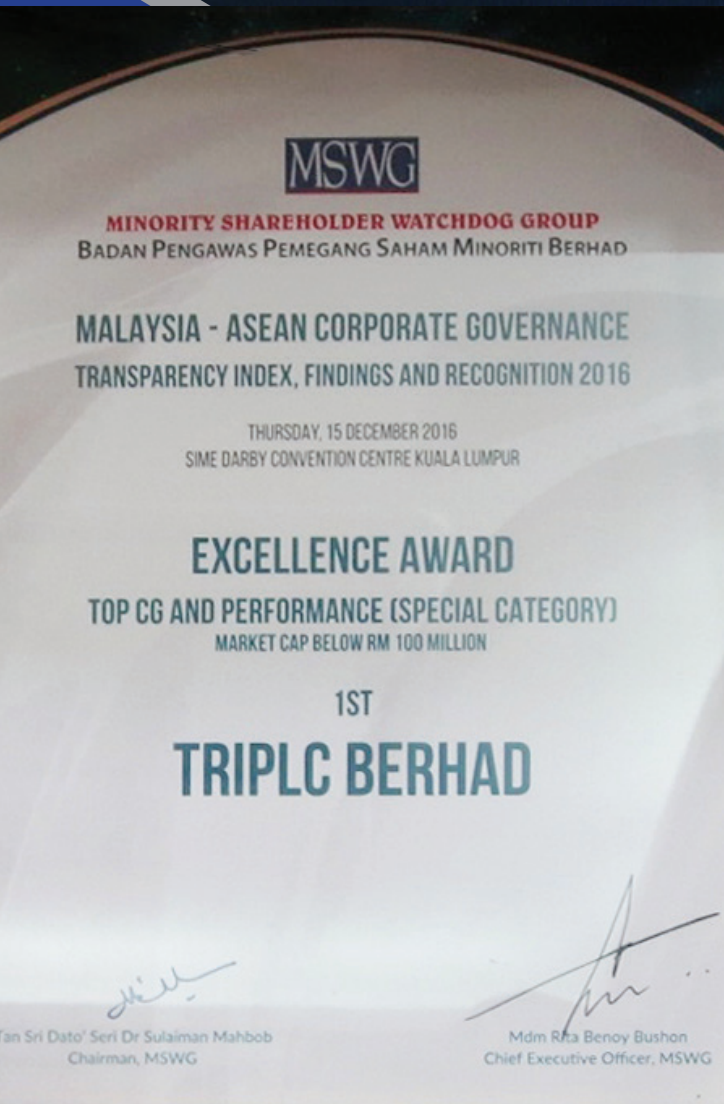 MSWG
MINORITY SHAREHOLDER WATCHDOG GROUP
BADAN PENGAWAS PEMEGANG SAHAM MINORITI BERHAD
MALAYSIA - ASEAN CORPORATE GOVERNANCE
TRANSPARENCY INDEX, FINDINGS AND RECOGNITION 2016
THURSDAY, 15 DECEMBER 2016
SIME DARBY CONVENTION CENTRE KUALA LUMPUR
EXCELLENCE AWARD
TOP CG AND PERFORMANCE (SPECIAL CATEGORY)
MARKET CAP BELOW RM 100 MILLION
1ST
TRIPLC BERHAD
Tan Sri Dato' Seri Dr Sulaiman Mahbob
Chairman, MSWG
Mdm Rita Benoy Bushon
Chief Executive Officer, MSWG